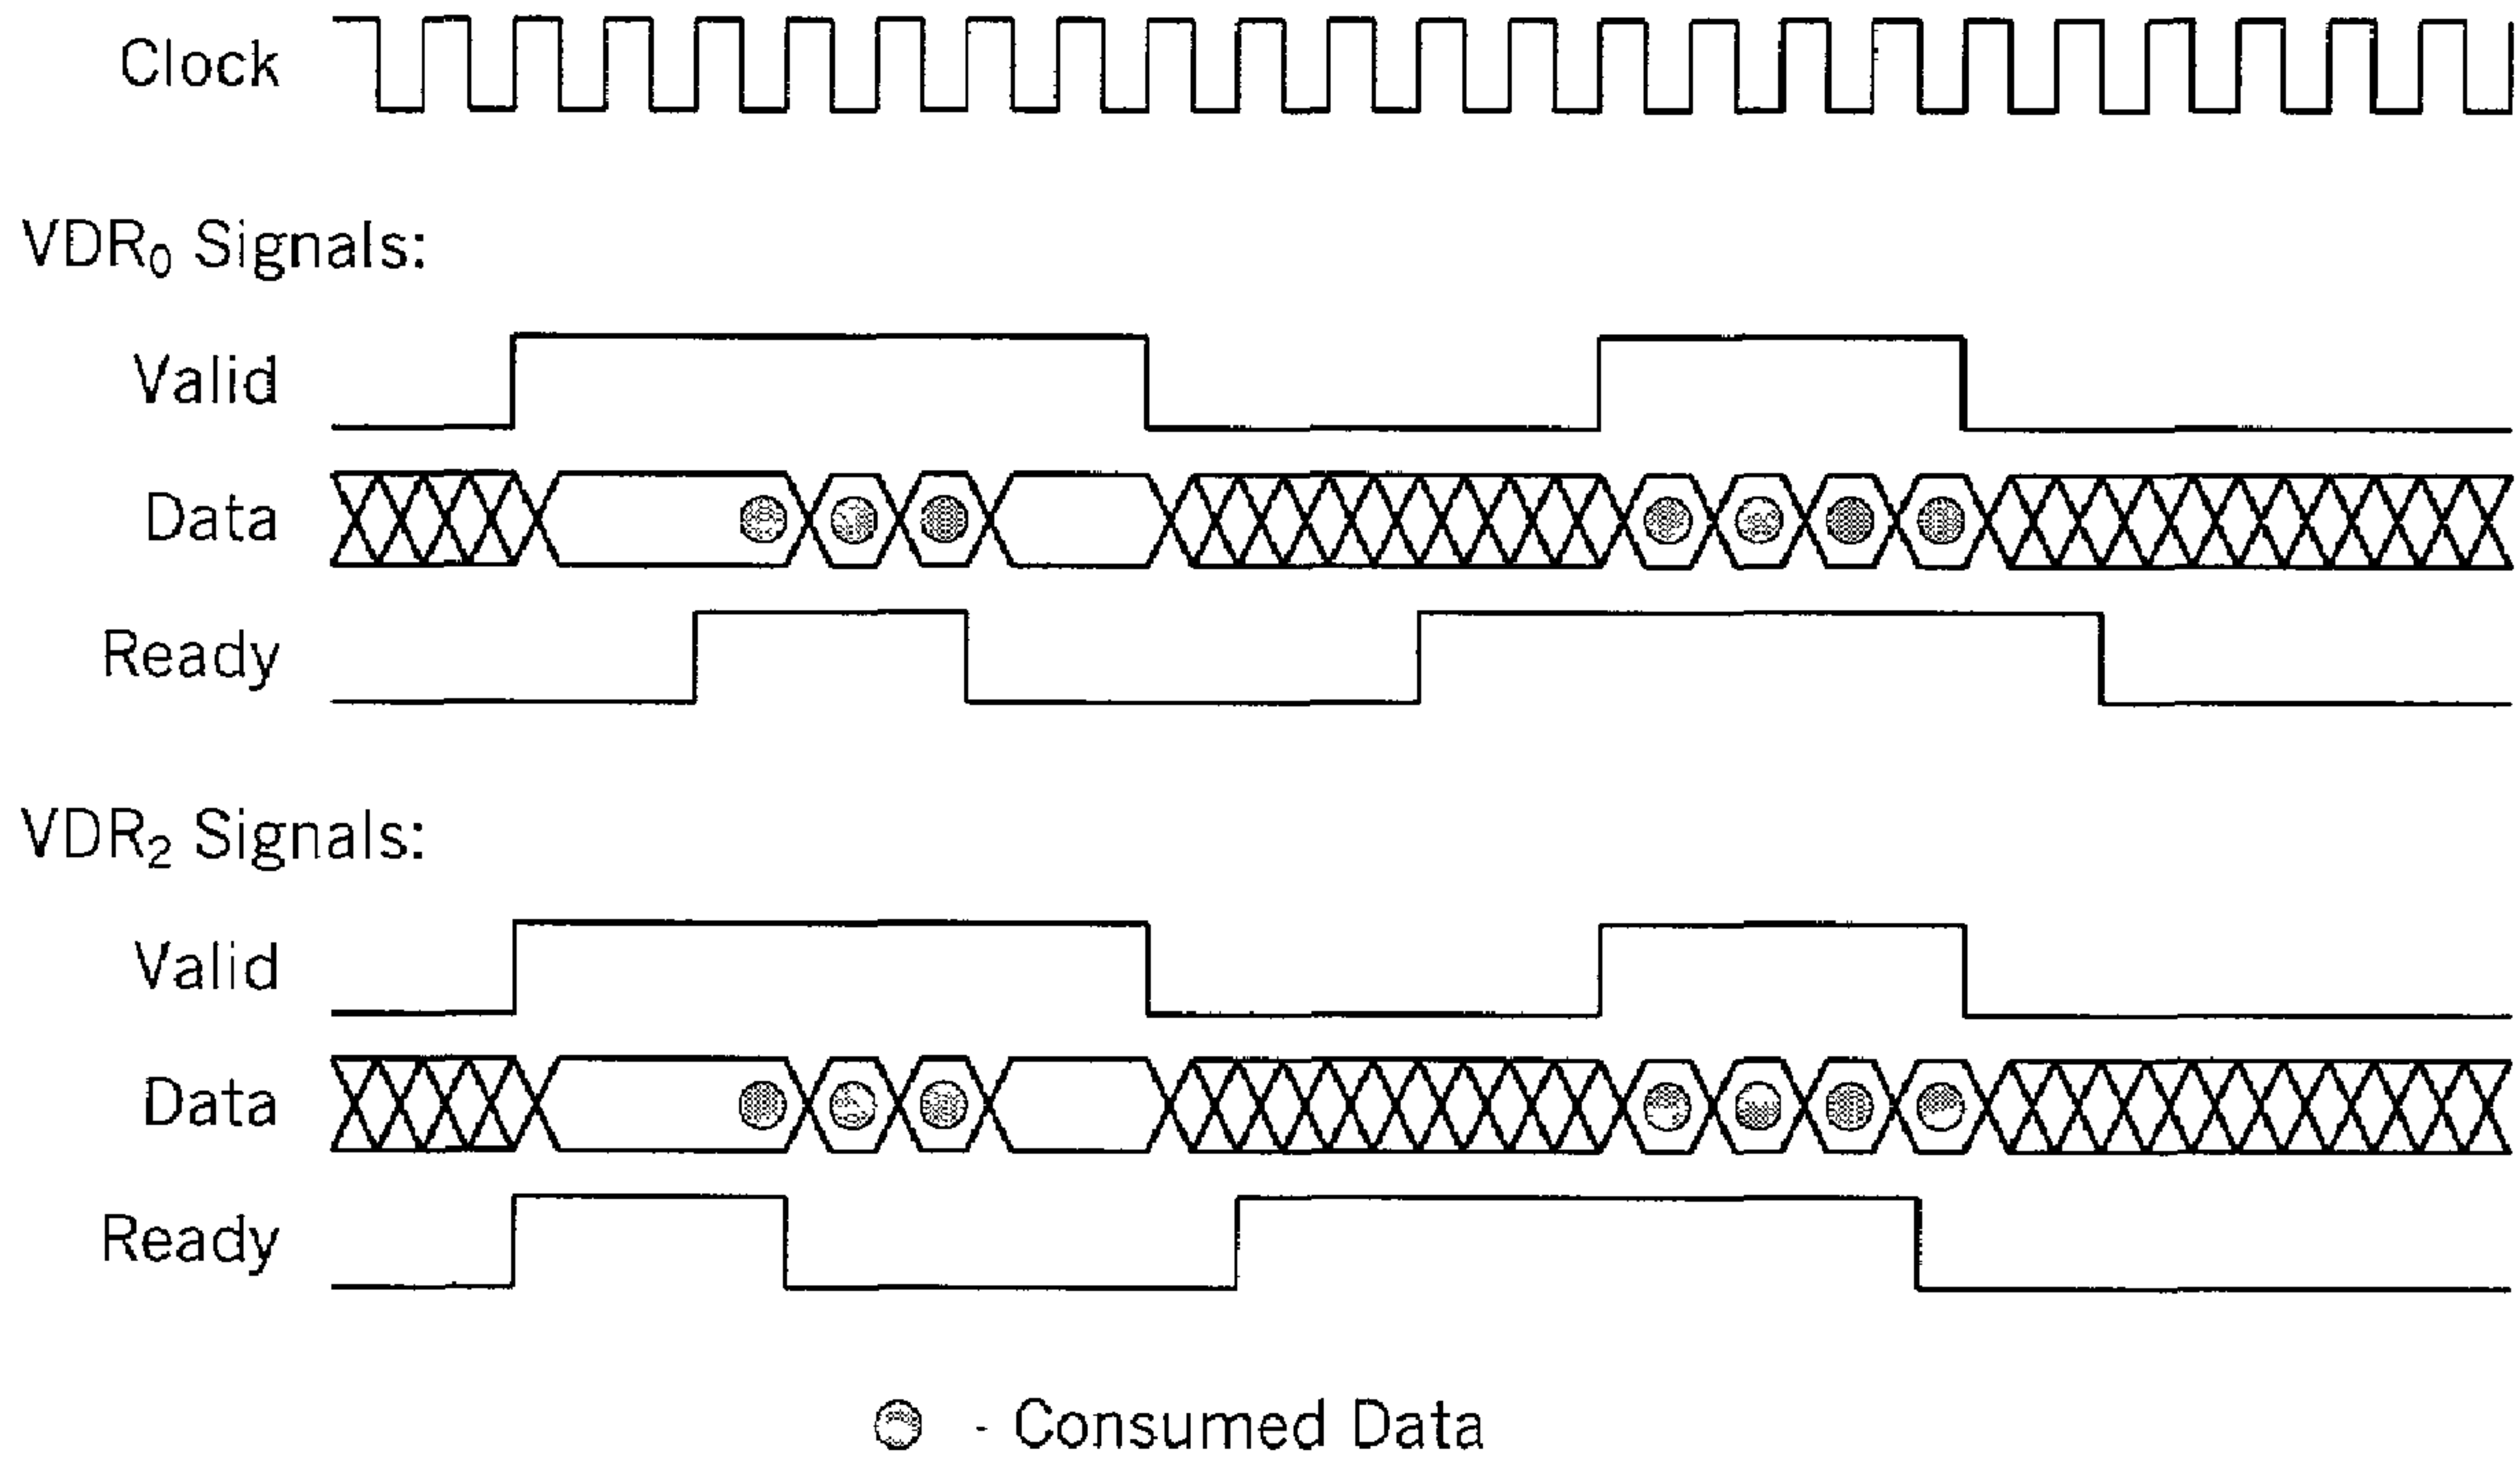 Clock
VDR₀ Signals:
Valid
Data
Ready
VDR₂ Signals:
Valid
Data
Ready
- Consumed Data